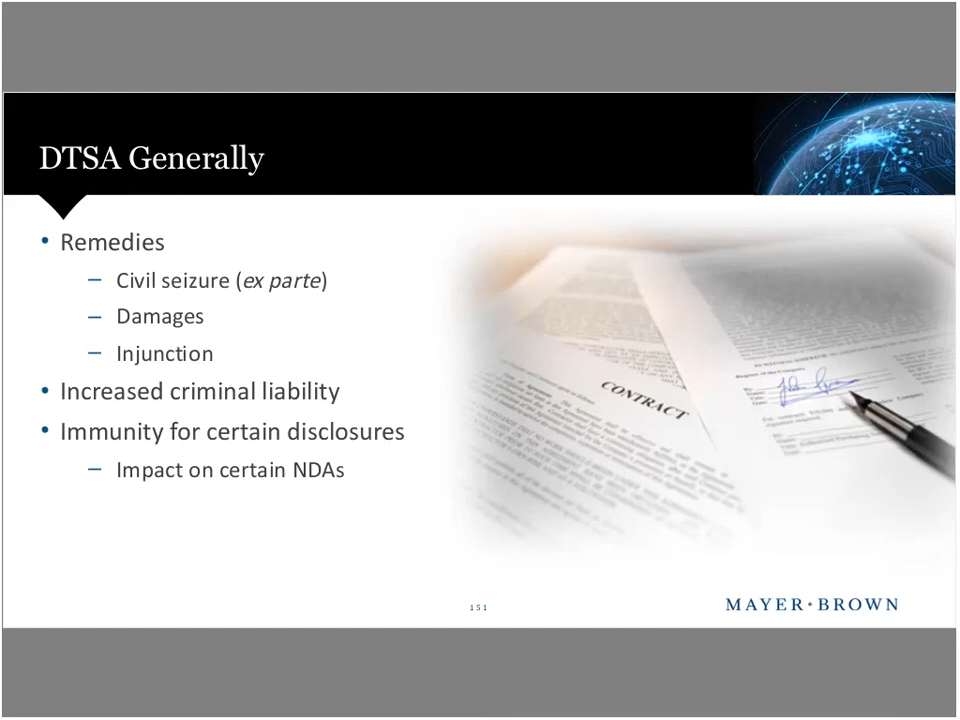 DTSA Generally
• Remedies
– Civil seizure (ex parte)
– Damages
– Injunction
• Increased criminal liability
• Immunity for certain disclosures
– Impact on certain NDAs
CONTRACT
151
MAYER•BROWN